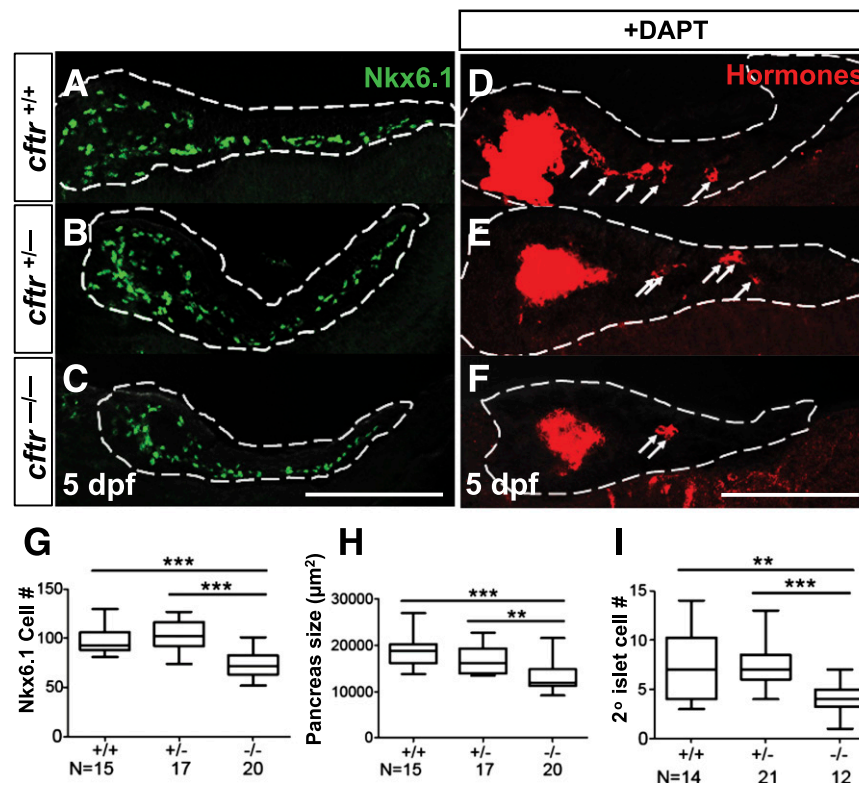 +DAPT
cftr +/+
A
Nkx6.1
D
Hormones
cftr +/—
B
E
cftr —/—
C
5 dpf
F
5 dpf
G
***
***
Nkx6.1 Cell #
150
100
50
0
+/+ +/- -/-
N=15 17 20
H
***
**
Pancreas size (µm²)
30000
20000
10000
0
+/+ +/- -/-
N=15 17 20
I
**
***
2º islet cell #
15
10
5
0
+/+ +/- -/-
N=14 21 12